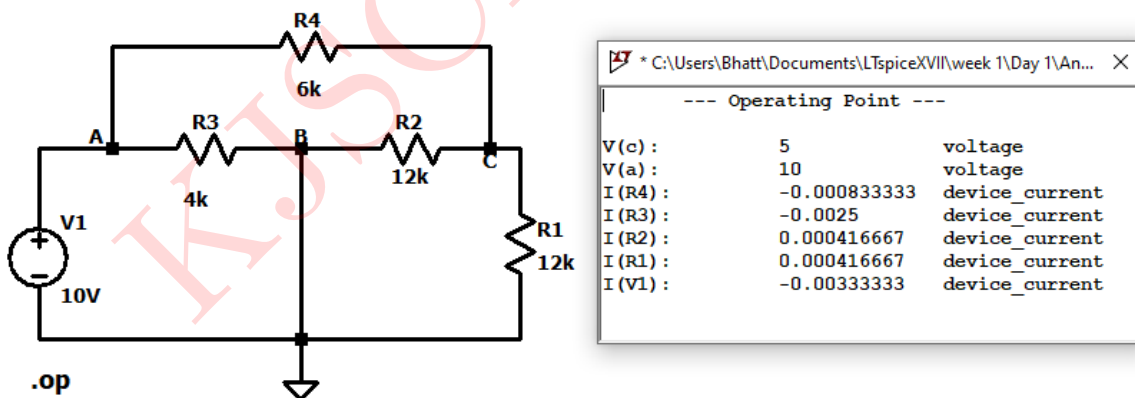 KJSC
R4
6k
A
R3
B
R2
C
4k
12k
V1
R1
12k
10V
.op
* C:\Users\Bhatt\Documents\LTspiceXVII\week 1\Day 1\An...
--- Operating Point ---
V(c): 5 voltage
V(a): 10 voltage
I(R4): -0.000833333 device_current
I(R3): -0.0025 device_current
I(R2): 0.000416667 device_current
I(R1): 0.000416667 device_current
I(V1): -0.00333333 device_current